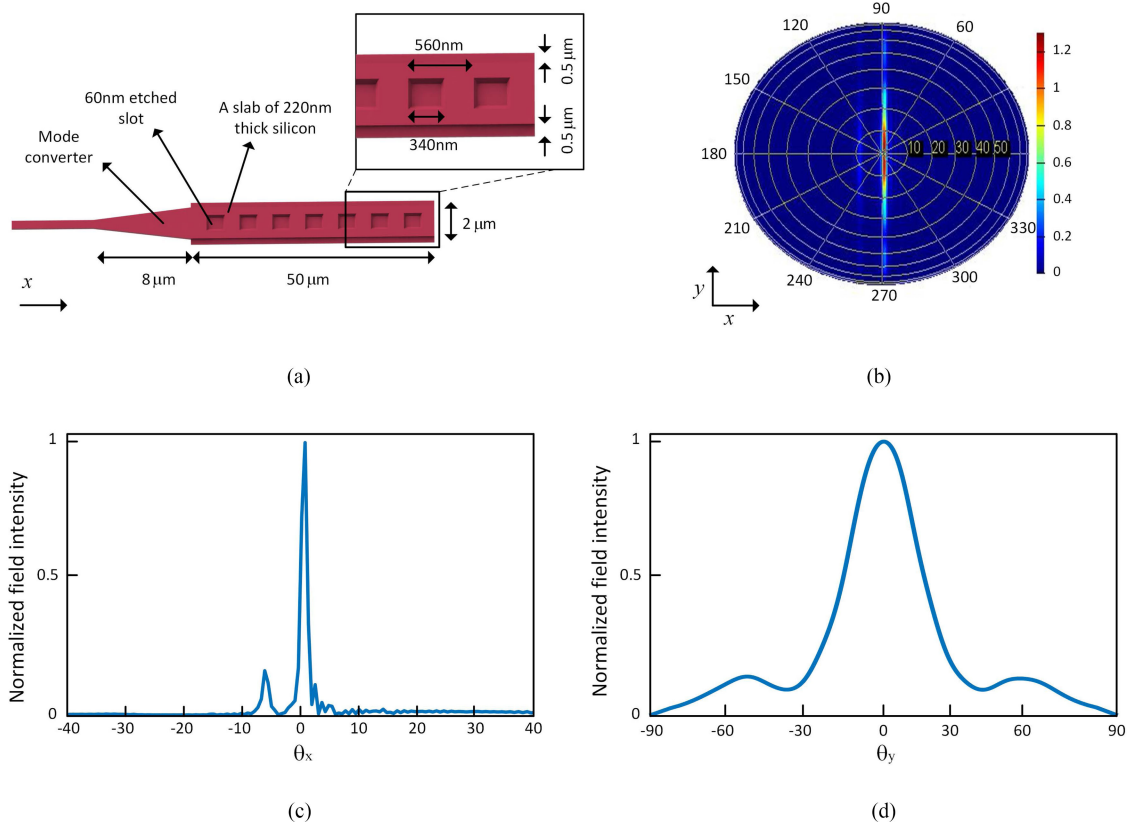 560nm
0.5 μm
60nm etched
slot
A slab of 220nm
thick silicon
Mode
converter
340nm
0.5 μm
2 μm
8 μm
50 μm
x
(a)
90
120
60
150
180
10 20 30 40 50
210
330
240
300
270
1.2
1
0.8
0.6
0.4
0.2
0
y
x
(b)
Normalized field intensity
1
0.5
0
-40 -30 -20 -10 0 10 20 30 40
θx
(c)
Normalized field intensity
1
0.5
0
-90 -60 -30 0 30 60 90
θy
(d)